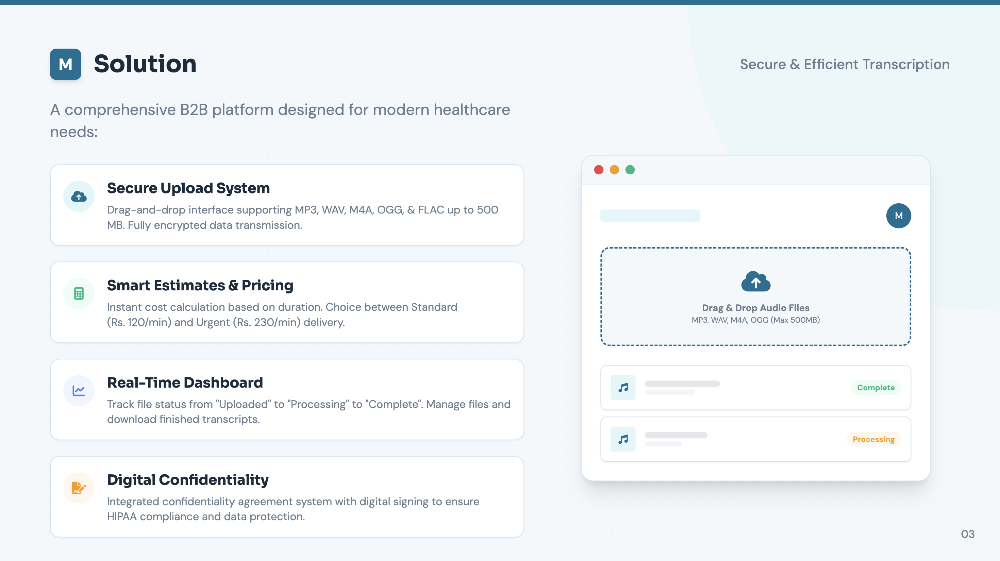 M
Solution
Secure & Efficient Transcription
A comprehensive B2B platform designed for modern healthcare
needs:
Secure Upload System
Drag-and-drop interface supporting MP3, WAV, M4A, OGG, & FLAC up to 500
MB. Fully encrypted data transmission.
Smart Estimates & Pricing
Instant cost calculation based on duration. Choice between Standard
(Rs. 120/min) and Urgent (Rs. 230/min) delivery.
Real-Time Dashboard
Track file status from "Uploaded" to "Processing" to "Complete". Manage files and
download finished transcripts.
Digital Confidentiality
Integrated confidentiality agreement system with digital signing to ensure
HIPAA compliance and data protection.
M
Drag & Drop Audio Files
MP3, WAV, M4A, OGG (Max 500MB)
Complete
Processing
03